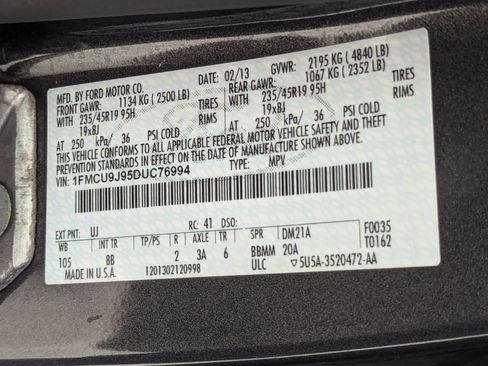 MFD. BY FORD MOTOR CO.
DATE: 02/13 GVWR: 2195 KG ( 4840 LB)
FRONT GAWR: 1134 KG ( 2500 LB)
REAR GAWR: 1067 KG ( 2352 LB)
WITH 235/45R19 95H TIRES
WITH 235/45R19 95H TIRES
19x8J
19x8J
AT 250 kPa/ 36 PSI COLD
AT 250 kPa/ 36 PSI COLD
THIS VEHICLE CONFORMS TO ALL APPLICABLE FEDERAL MOTOR VEHICLE SAFETY AND THEFT
PREVENTION STANDARDS IN EFFECT ON THE DATE OF MANUFACTURE SHOWN ABOVE.
VIN: 1FMCU9J95DUC76994
TYPE: MPV
EXT PNT: UJ RC: 41 DSO:
WB INT TR TP/PS R AXLE TR SPR DM21A F0035
105 8B 2 3A 6 BBMM 20A T0162
MADE IN U.S.A. 1201302120998 ULC ▽5U5A-3520472-AA